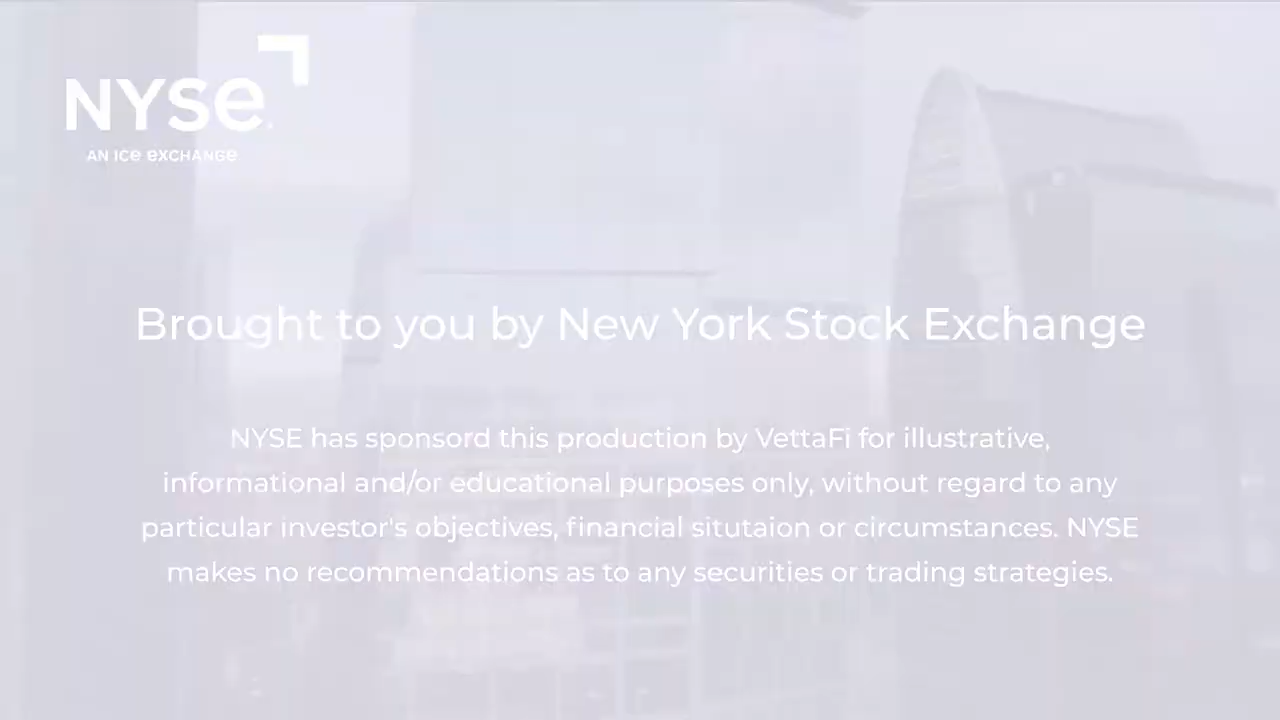 NYSe
AN ICe eXCHANGe
Brought to you by New York Stock Exchange
NYSE has sponsord this production by VettaFi for illustrative,
informational and/or educational purposes only, without regard to any
particular investor's objectives, financial situtaion or circumstances. NYSE
makes no recommendations as to any securities or trading strategies.